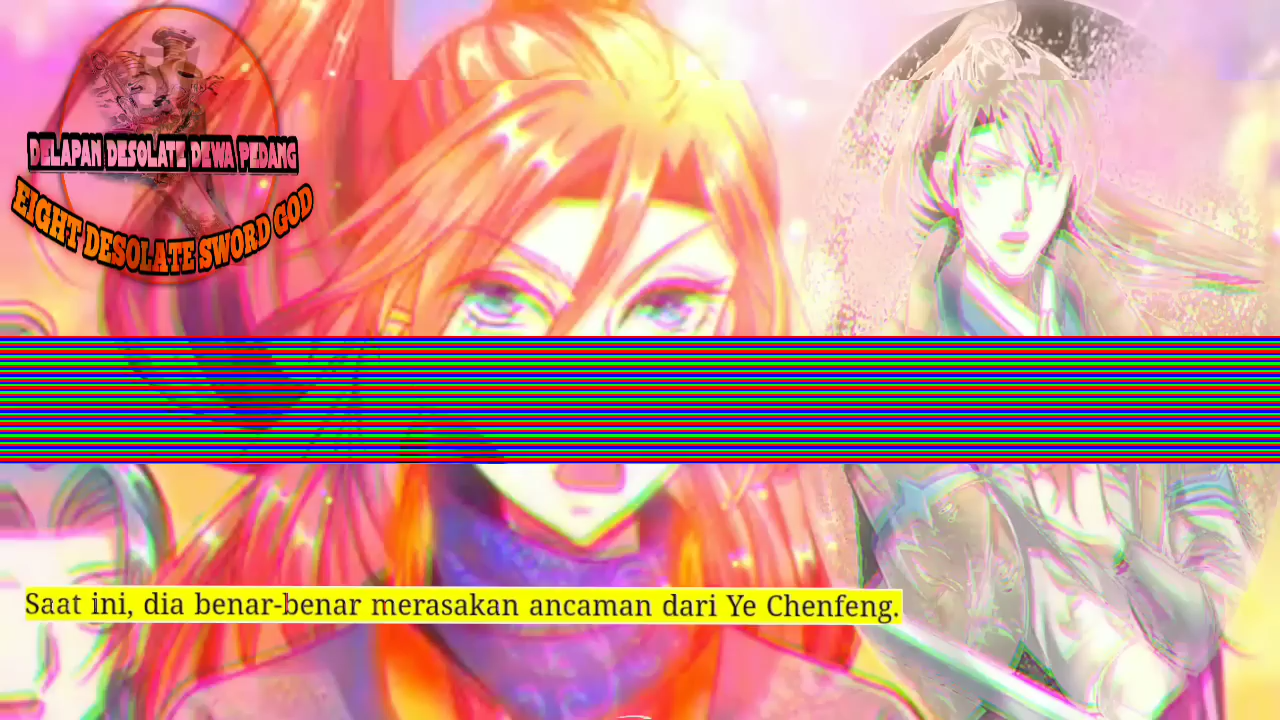 DELAPAN DESOLATE DEWA PEDANG
EIGHT DESOLATE SWORD GOD
Saat ini, dia benar-benar merasakan ancaman dari Ye Chenfeng.